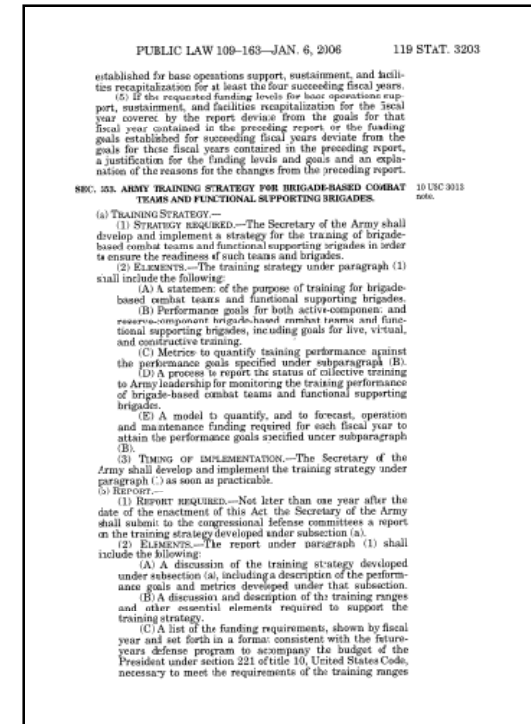 PUBLIC LAW 109–163—JAN. 6, 2006 119 STAT. 3203
established for base operations support, sustainment, and facili-
ties recapitalization for at least the four succeeding fiscal years.
(5) If the requested funding levels for base operations sup-
port, sustainment, and facilities recapitalization for the fiscal
year covered by the report deviate from the goals for that
fiscal year contained in the preceding report, or the funding
goals established for succeeding fiscal years deviate from the
goals for those fiscal years contained in the preceding report,
a justification for the funding levels and goals and an expla-
nation of the reasons for the changes from the preceding report.
SEC. 353. ARMY TRAINING STRATEGY FOR BRIGADE-BASED COMBAT
TEAMS AND FUNCTIONAL SUPPORTING BRIGADES.
10 USC 3013
note.
(a) TRAINING STRATEGY.—
(1) STRATEGY REQUIRED.—The Secretary of the Army shall
develop and implement a strategy for the training of brigade-
based combat teams and functional supporting brigades in order
to ensure the readiness of such teams and brigades.
(2) ELEMENTS.—The training strategy under paragraph (1)
shall include the following:
(A) A statement of the purpose of training for brigade-
based combat teams and functional supporting brigades.
(B) Performance goals for both active-component and
reserve-component brigade-based combat teams and func-
tional supporting brigades, including goals for live, virtual,
and constructive training.
(C) Metrics to quantify training performance against
the performance goals specified under subparagraph (B).
(D) A process to report the status of collective training
to Army leadership for monitoring the training performance
of brigade-based combat teams and functional supporting
brigades.
(E) A model to quantify, and to forecast, operation
and maintenance funding required for each fiscal year to
attain the performance goals specified under subparagraph
(B).
(3) TIMING OF IMPLEMENTATION.—The Secretary of the
Army shall develop and implement the training strategy under
paragraph (1) as soon as practicable.
(b) REPORT.—
(1) REPORT REQUIRED.—Not later than one year after the
date of the enactment of this Act the Secretary of the Army
shall submit to the congressional defense committees a report
on the training strategy developed under subsection (a).
(2) ELEMENTS.—The report under paragraph (1) shall
include the following:
(A) A discussion of the training strategy developed
under subsection (a), including a description of the perform-
ance goals and metrics developed under that subsection.
(B) A discussion and description of the training ranges
and other essential elements required to support the
training strategy.
(C) A list of the funding requirements, shown by fiscal
year and set forth in a format consistent with the future-
years defense program to accompany the budget of the
President under section 221 of title 10, United States Code,
necessary to meet the requirements of the training ranges